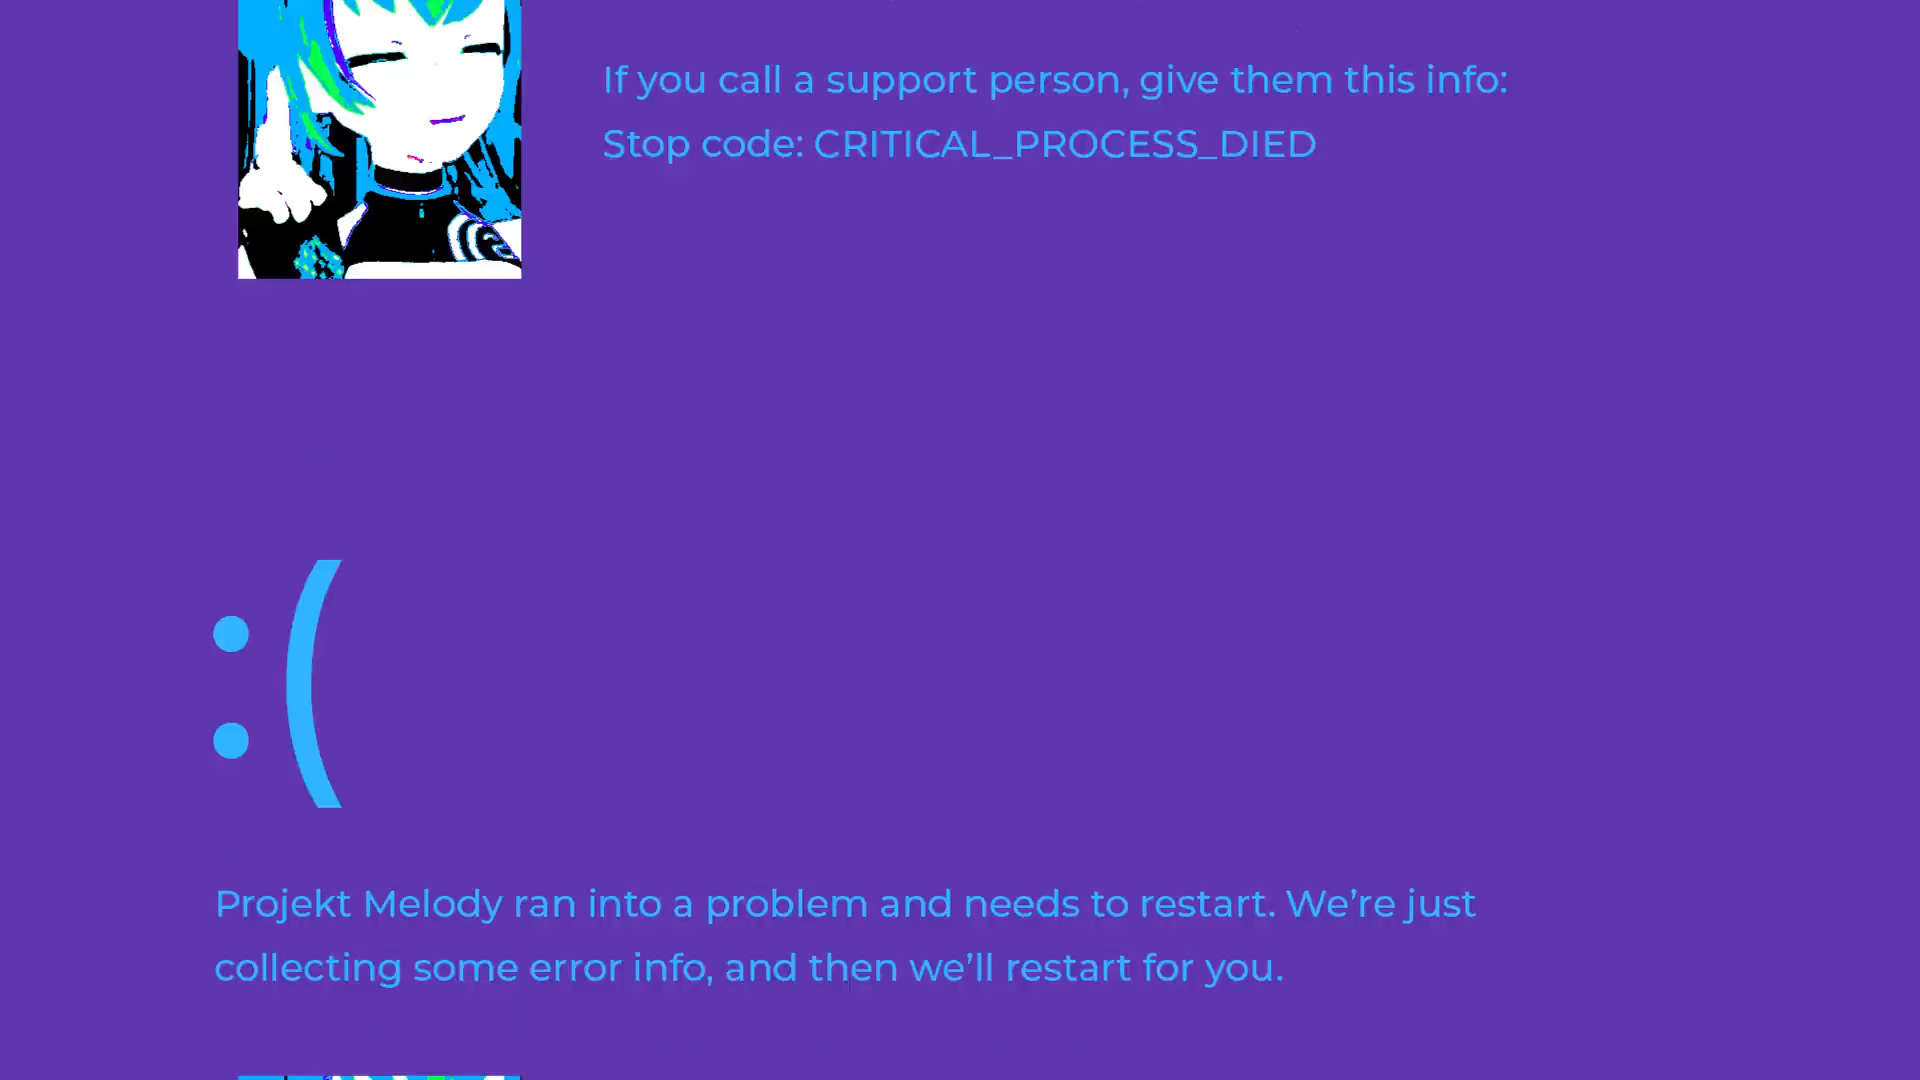 If you call a support person, give them this info:
Stop code: CRITICAL_PROCESS_DIED
:(
Projekt Melody ran into a problem and needs to restart. We’re just
collecting some error info, and then we’ll restart for you.